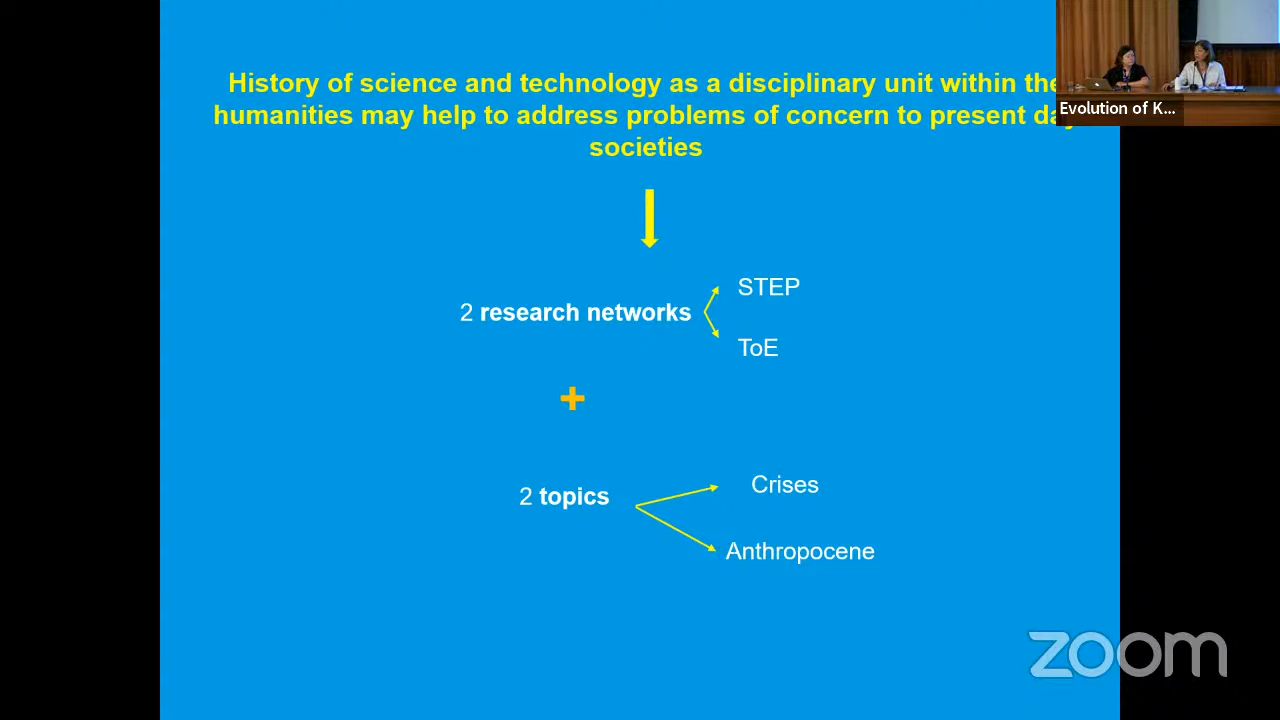 History of science and technology as a disciplinary unit within the
humanities may help to address problems of concern to present day
societies
2 research networks
STEP
ToE
+
2 topics
Crises
Anthropocene
Evolution of K...
zoom